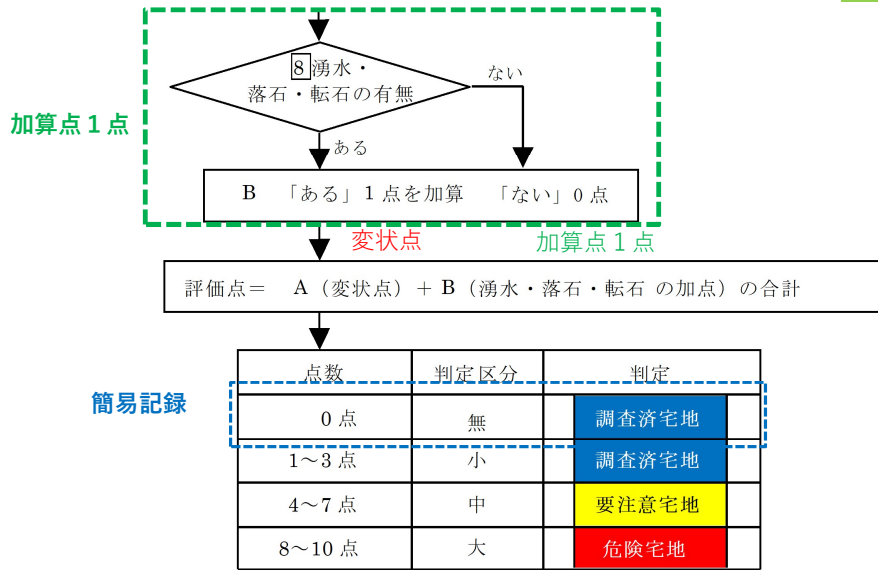 8 湧水・
落石・転石の有無
ない
加算点１点
ある
B 「ある」1 点を加算 「ない」0 点
変状点
加算点１点
評価点＝ A（変状点）＋ B（湧水・落石・転石 の加点）の合計
点数 判定区分 判定
簡易記録
0 点 無 調査済宅地
1～3 点 小 調査済宅地
4～7 点 中 要注意宅地
8～10 点 大 危険宅地